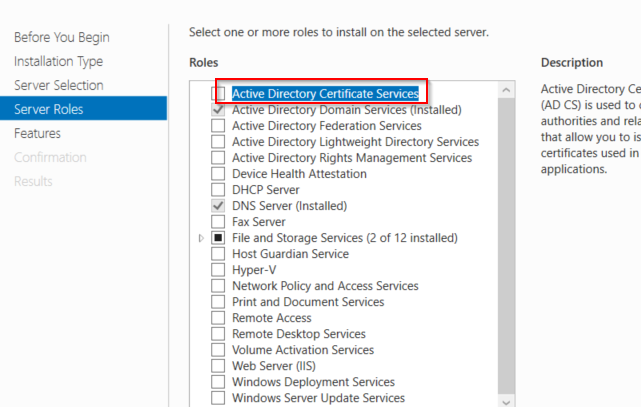 Select one or more roles to install on the selected server.
Before You Begin
Installation Type
Server Selection
Server Roles
Features
Confirmation
Results
Roles
Active Directory Certificate Services
Active Directory Domain Services (Installed)
Active Directory Federation Services
Active Directory Lightweight Directory Services
Active Directory Rights Management Services
Device Health Attestation
DHCP Server
DNS Server (Installed)
Fax Server
File and Storage Services (2 of 12 installed)
Host Guardian Service
Hyper-V
Network Policy and Access Services
Print and Document Services
Remote Access
Remote Desktop Services
Volume Activation Services
Web Server (IIS)
Windows Deployment Services
Windows Server Update Services
Description
Active Directory Ce
(AD CS) is used to
authorities and rela
that allow you to is
certificates used in
applications.